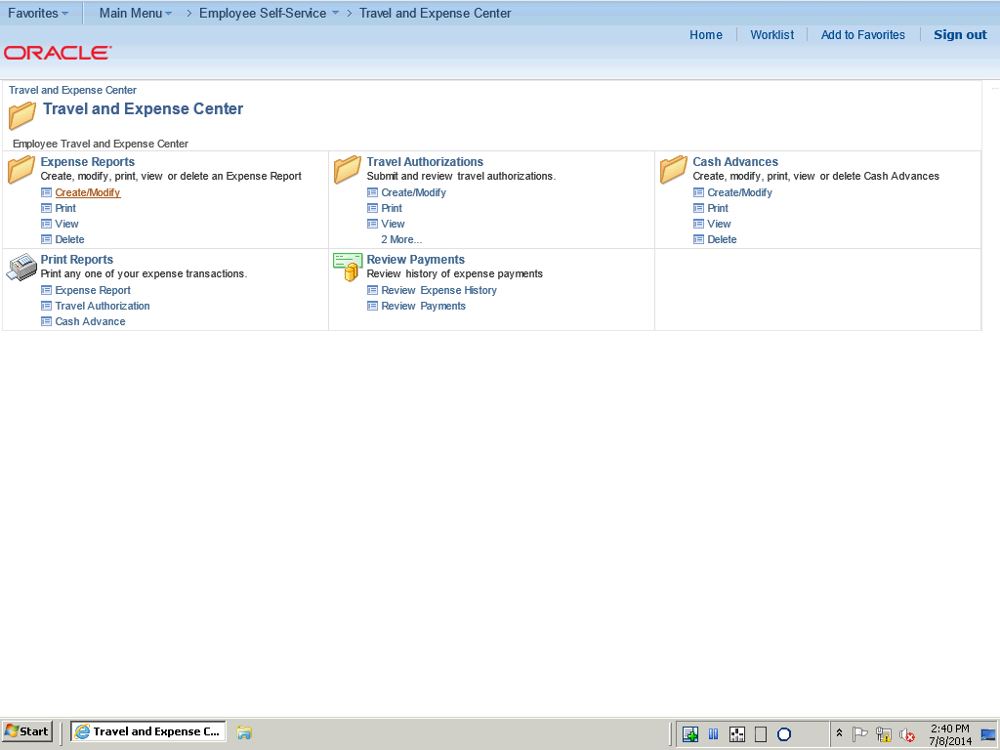 Favorites Main Menu > Employee Self-Service > Travel and Expense Center
Home Worklist Add to Favorites Sign out
ORACLE
Travel and Expense Center
Travel and Expense Center
Employee Travel and Expense Center
Expense Reports
Create, modify, print, view or delete an Expense Report
Create/Modify
Print
View
Delete
Travel Authorizations
Submit and review travel authorizations.
Create/Modify
Print
View
2 More...
Cash Advances
Create, modify, print, view or delete Cash Advances
Create/Modify
Print
View
Delete
Print Reports
Print any one of your expense transactions.
Expense Report
Travel Authorization
Cash Advance
Review Payments
Review history of expense payments
Review Expense History
Review Payments
Start
Travel and Expense C...
2:40 PM
7/8/2014